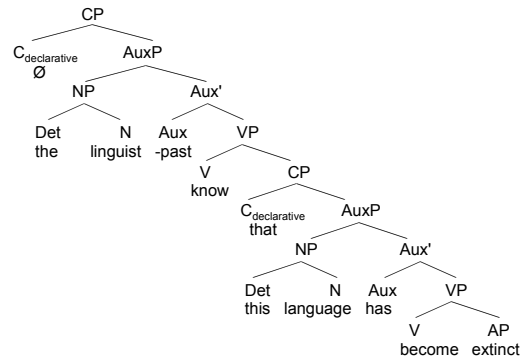 CP
Cdeclarative AuxP
Ø
NP Aux'
Det N Aux VP
the linguist -past
V CP
know
Cdeclarative AuxP
that
NP Aux'
Det N Aux VP
this language has
V AP
become extinct